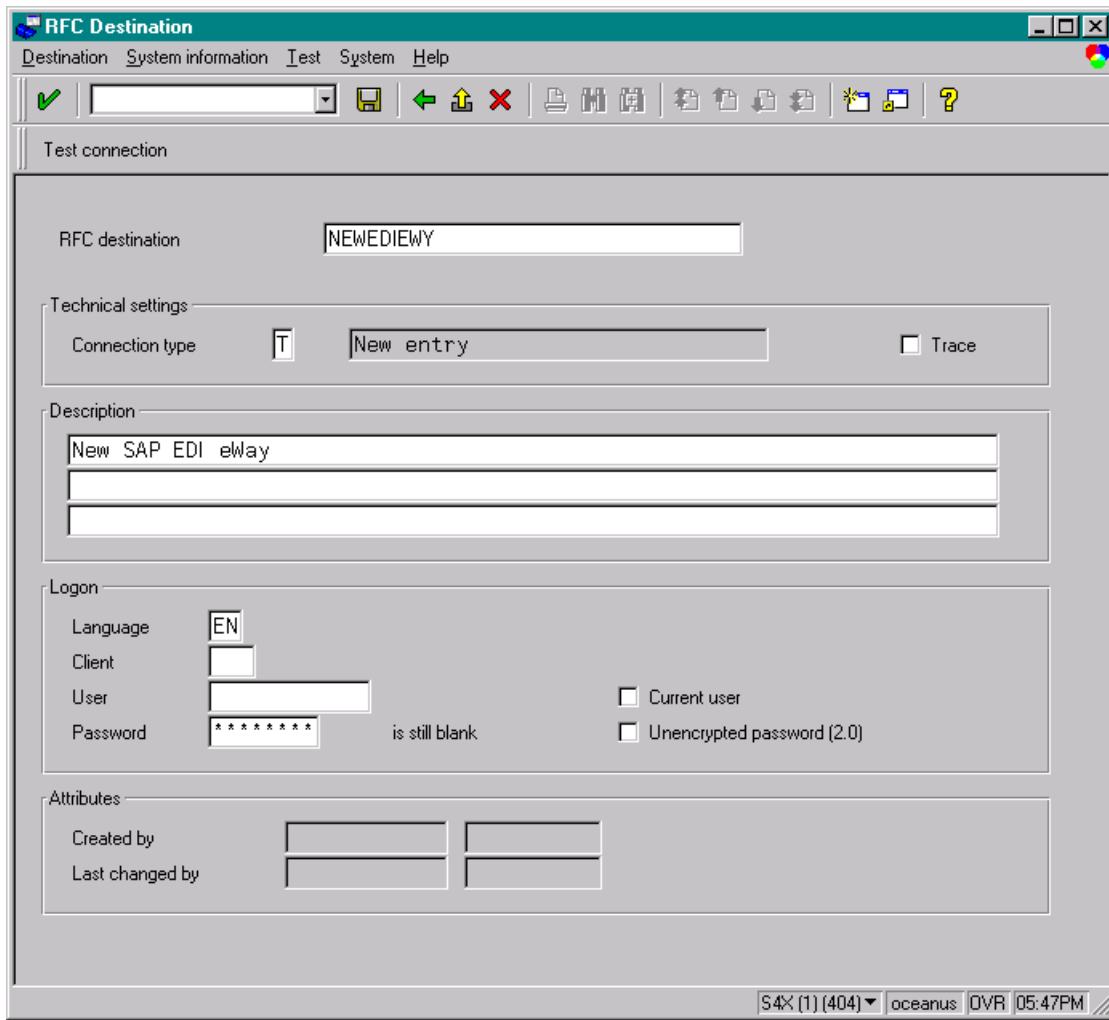 RFC Destination
Destination System information Test System Help
Test connection
RFC destination NEWEDIEWY
Technical settings
Connection type T New entry Trace
Description
New SAP EDI eWay
Logon
Language EN
Client
User Current user
Password ******** is still blank Unencrypted password (2.0)
Attributes
Created by
Last changed by
S4X (1) (404) oceanus OVR 05:47PM